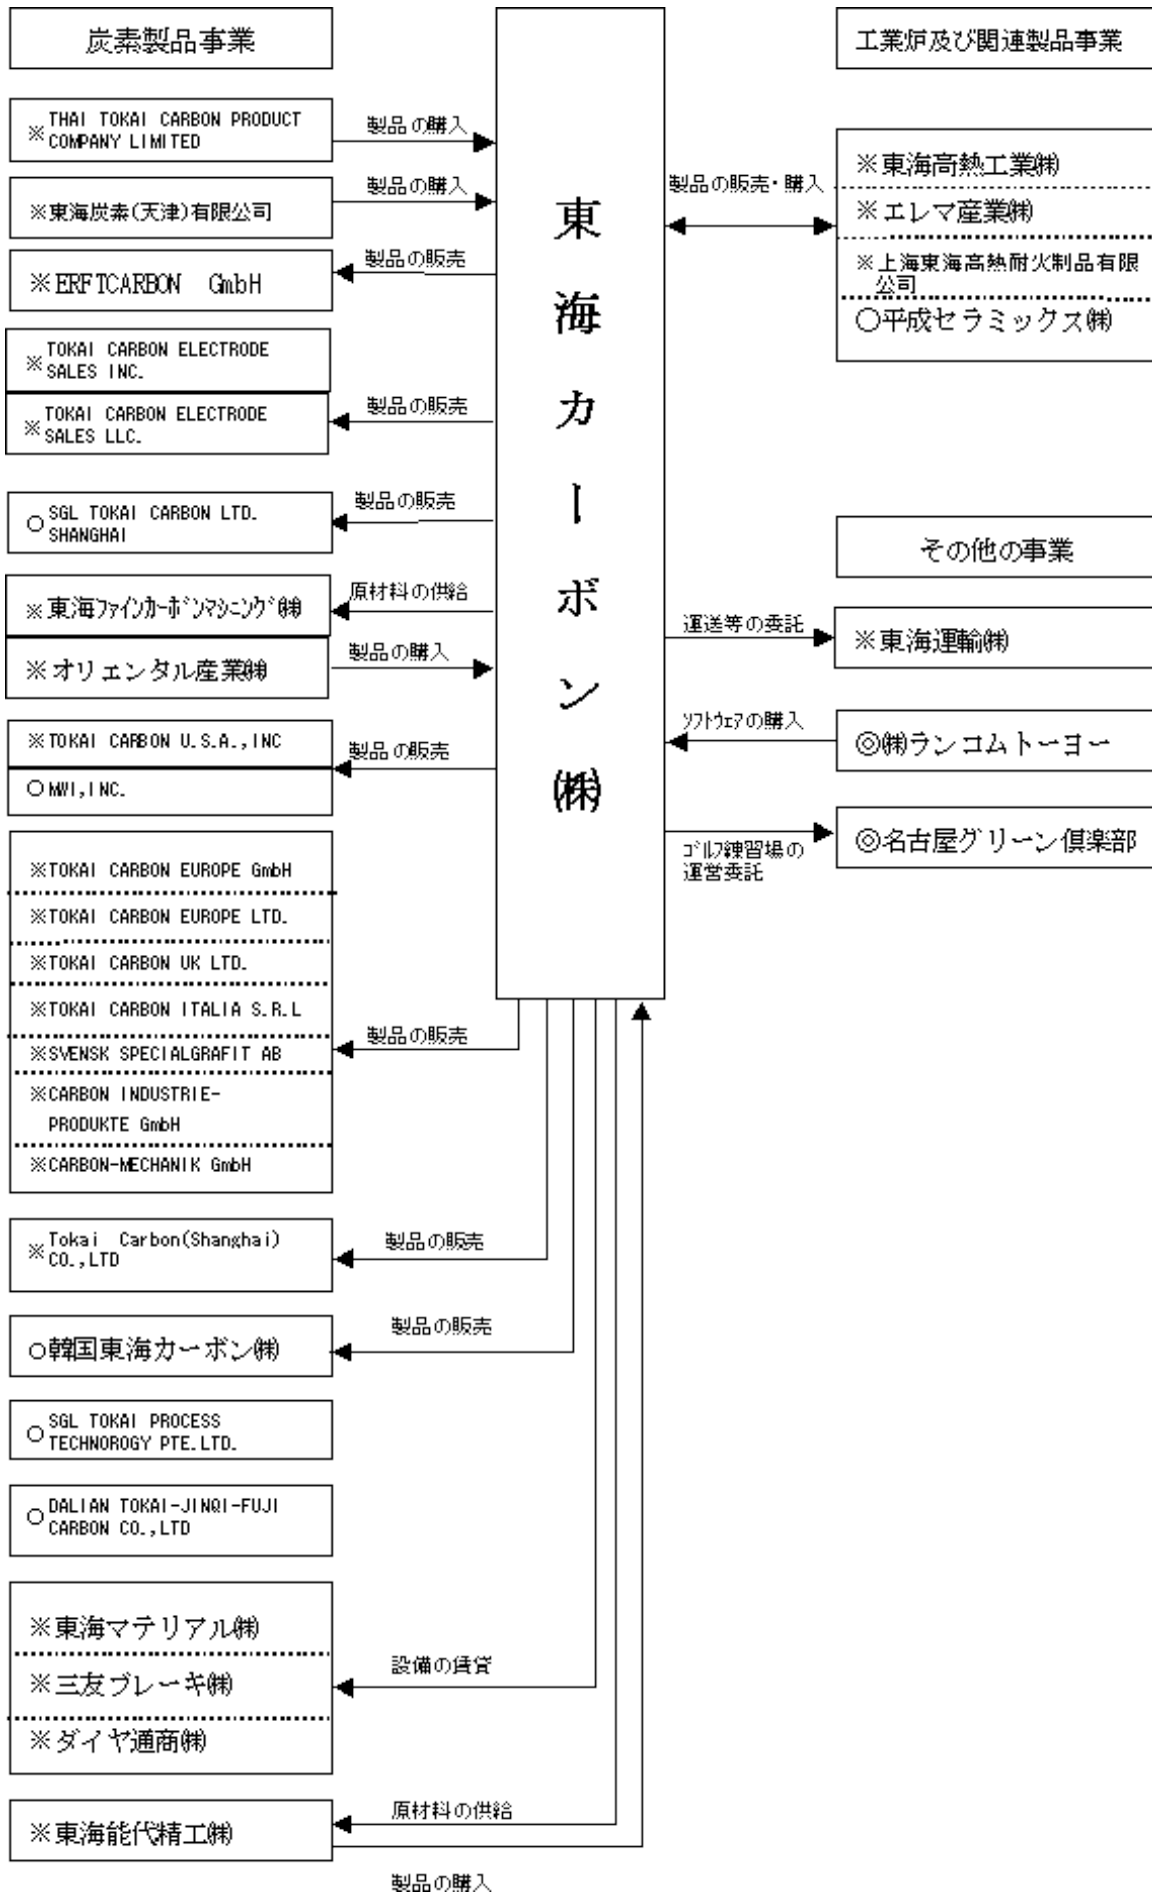 炭素製品事業
※THAI TOKAI CARBON PRODUCT
COMPANY LIMITED
製品の購入
※東海炭素(天津)有限公司
製品の購入
※ERFTCARBON GmbH
製品の販売
※TOKAI CARBON ELECTRODE
SALES INC.
※TOKAI CARBON ELECTRODE
SALES LLC.
製品の販売
○SGL TOKAI CARBON LTD.
SHANGHAI
製品の販売
※東海ファインカーボンマシニング㈱
原材料の供給
※オリエンタル産業㈱
製品の購入
※TOKAI CARBON U.S.A.,INC
○MWI,INC.
製品の販売
※TOKAI CARBON EUROPE GmbH
※TOKAI CARBON EUROPE LTD.
※TOKAI CARBON UK LTD.
※TOKAI CARBON ITALIA S.R.L
※SVENSK SPECIALGRAFIT AB
※CARBON INDUSTRIE-
PRODUKTE GmbH
※CARBON-MECHANIK GmbH
製品の販売
※Tokai Carbon(Shanghai)
CO.,LTD
製品の販売
○韓国東海カーボン㈱
製品の販売
○SGL TOKAI PROCESS
TECHNOROGY PTE.LTD.
○DALIAN TOKAI-JINQI-FUJI
CARBON CO.,LTD
※東海マテリアル㈱
※三友ブレーキ㈱
※ダイヤ通商㈱
設備の賃貸
※東海能代精工㈱
原材料の供給
製品の購入
東海カーボン㈱
工業炉及び関連製品事業
製品の販売・購入
※東海高熱工業㈱
※エレマ産業㈱
※上海東海高熱耐火制品有限
公司
○平成セラミックス㈱
その他の事業
運送等の委託
※東海運輸㈱
ソフトウェアの購入
◎㈱ランコムトーヨー
ゴルフ練習場の
運営委託
◎名古屋グリーン倶楽部